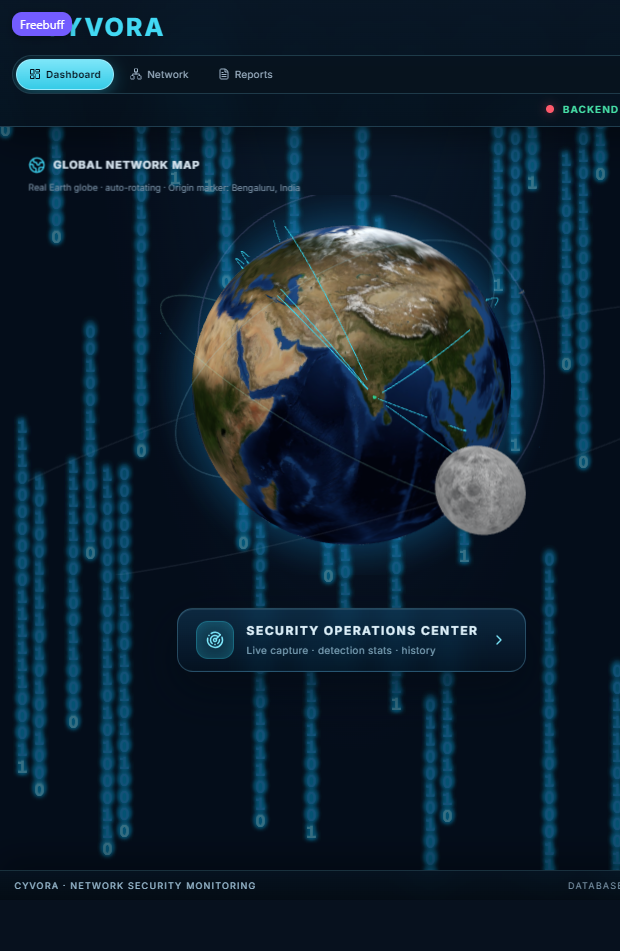 Freebuff
YVORA
Dashboard
Network
Reports
BACKEND
GLOBAL NETWORK MAP
Real Earth globe · auto-rotating · Origin marker: Bengaluru, India
SECURITY OPERATIONS CENTER
Live capture · detection stats · history
CYVORA · NETWORK SECURITY MONITORING
DATABASE